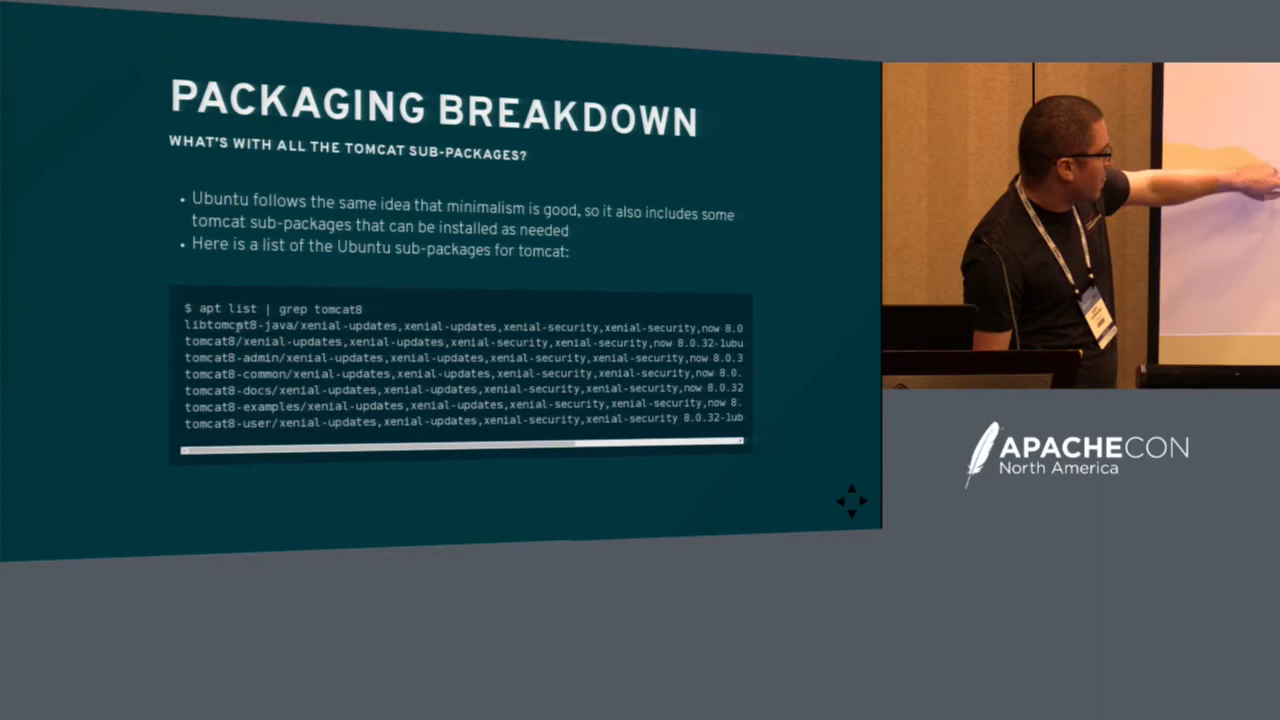 PACKAGING BREAKDOWN
WHAT'S WITH ALL THE TOMCAT SUB-PACKAGES?
• Ubuntu follows the same idea that minimalism is good, so it also includes some
tomcat sub-packages that can be installed as needed
• Here is a list of the Ubuntu sub-packages for tomcat:
$ apt list | grep tomcat8
libtomcat8-java/xenial-updates,xenial-updates,xenial-security,xenial-security,now 8.0
tomcat8/xenial-updates,xenial-updates,xenial-security,xenial-security,now 8.0.32-1ubu
tomcat8-admin/xenial-updates,xenial-updates,xenial-security,xenial-security,now 8.0.3
tomcat8-common/xenial-updates,xenial-updates,xenial-security,xenial-security,now 8.0.
tomcat8-docs/xenial-updates,xenial-updates,xenial-security,xenial-security,now 8.0.32
tomcat8-examples/xenial-updates,xenial-updates,xenial-security,xenial-security,now 8.
tomcat8-user/xenial-updates,xenial-updates,xenial-security,xenial-security 8.0.32-1ub
APACHECON
North America